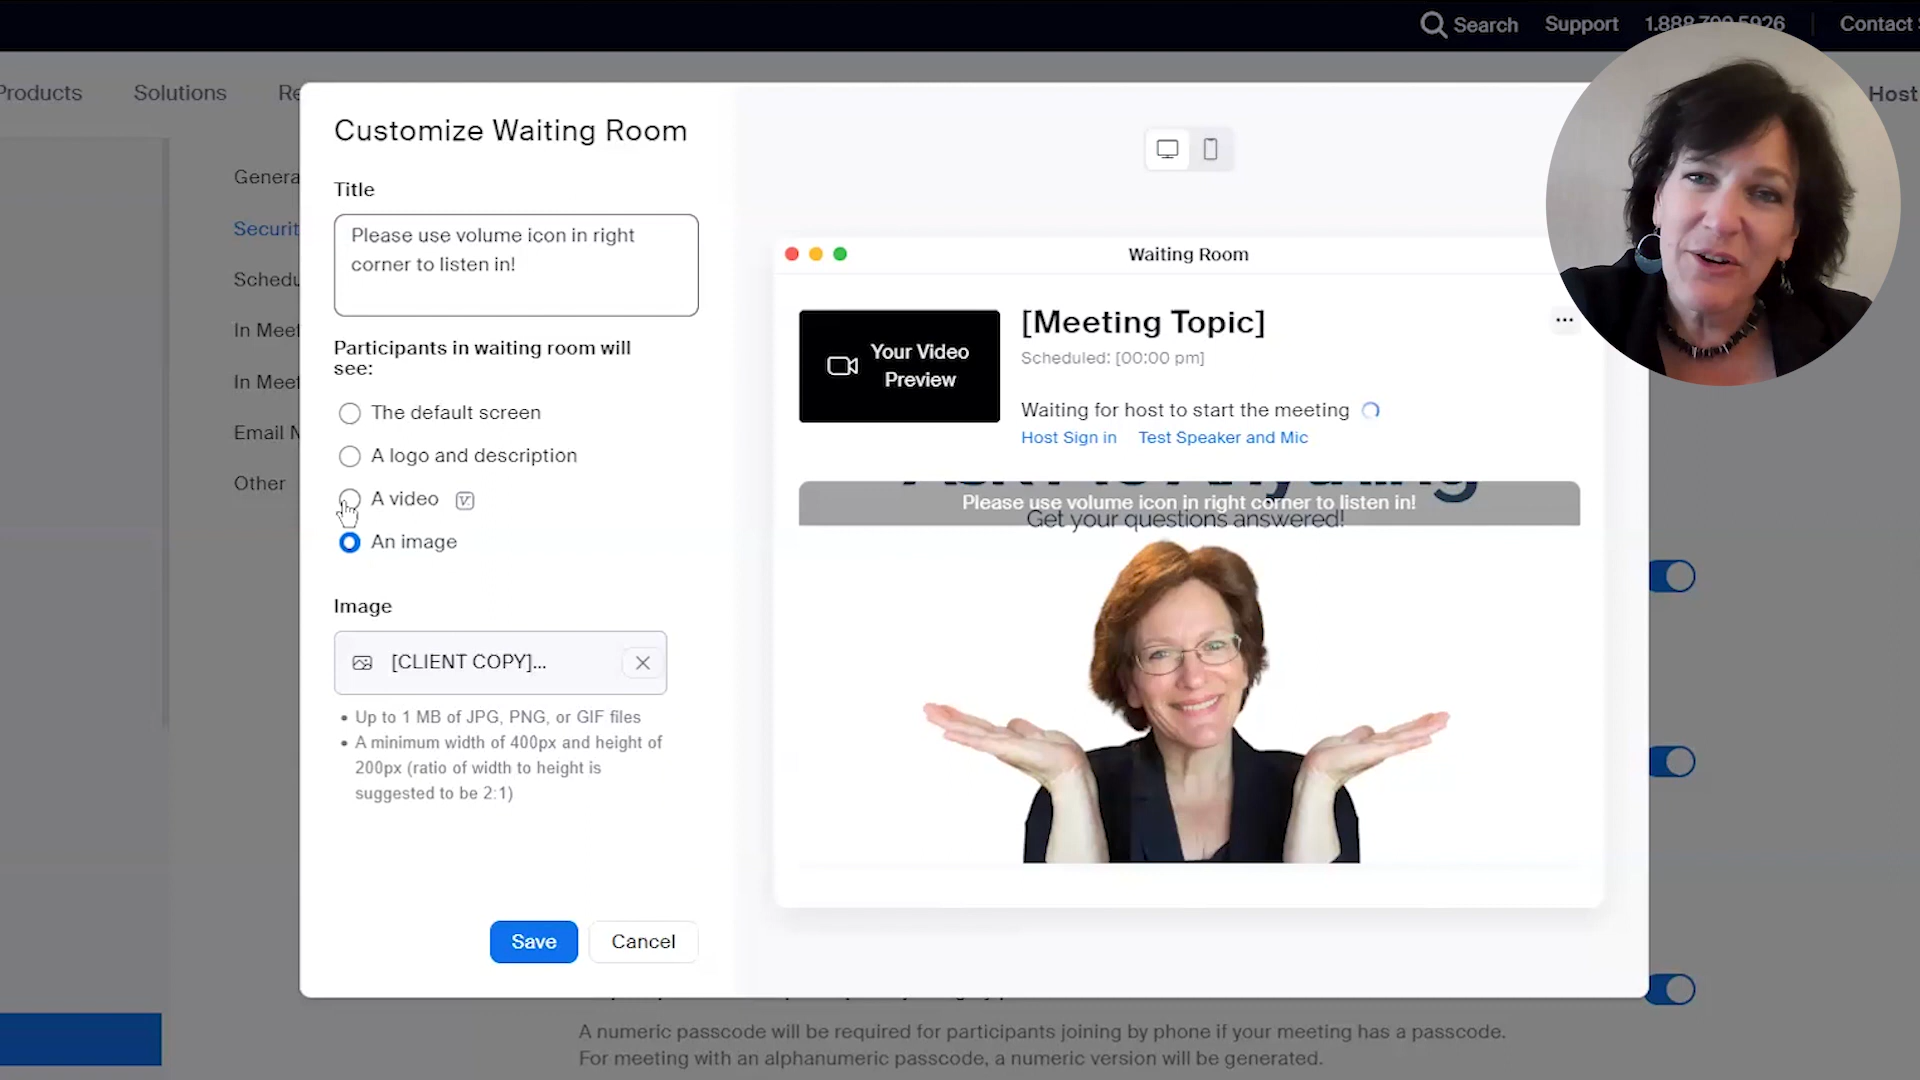 Search
Support
1.888.799.5926
Contact
Products
Solutions
Host
Customize Waiting Room
Title
Please use volume icon in right
corner to listen in!
Participants in waiting room will
see:
The default screen
A logo and description
A video
An image
Image
[CLIENT COPY]...
Up to 1 MB of JPG, PNG, or GIF files
A minimum width of 400px and height of
200px (ratio of width to height is
suggested to be 2:1)
Save
Cancel
Waiting Room
Your Video
Preview
[Meeting Topic]
Scheduled: [00:00 pm]
Waiting for host to start the meeting
Host Sign in
Test Speaker and Mic
Please use volume icon in right corner to listen in!
Get your questions answered!
Genera
Securit
Schedu
In Meet
In Meet
Email N
Other
A numeric passcode will be required for participants joining by phone if your meeting has a passcode.
For meeting with an alphanumeric passcode, a numeric version will be generated.